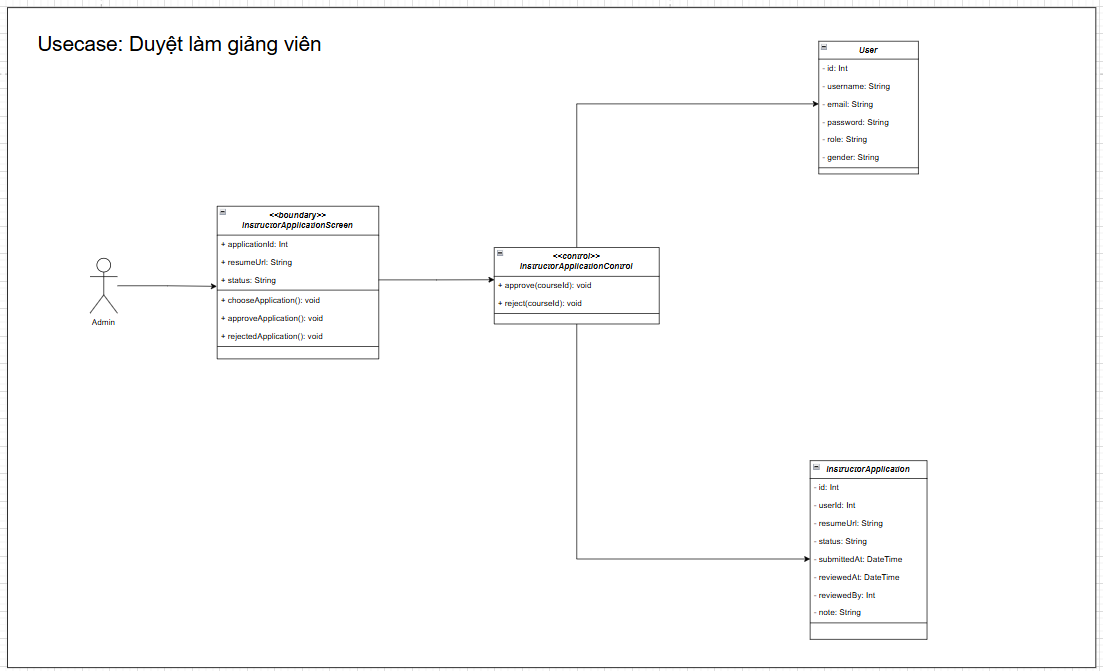 Usecase: Duyệt làm giảng viên
User
- id: Int
- username: String
- email: String
- password: String
- role: String
- gender: String
<<boundary>>
InstructorApplicationScreen
+ applicationId: Int
+ resumeUrl: String
+ status: String
+ chooseApplication(): void
+ approveApplication(): void
+ rejectedApplication(): void
Admin
<<control>>
InstructorApplicationControl
+ approve(courseId): void
+ reject(courseId): void
InstructorApplication
- id: Int
- userId: Int
- resumeUrl: String
- status: String
- submittedAt: DateTime
- reviewedAt: DateTime
- reviewedBy: Int
- note: String